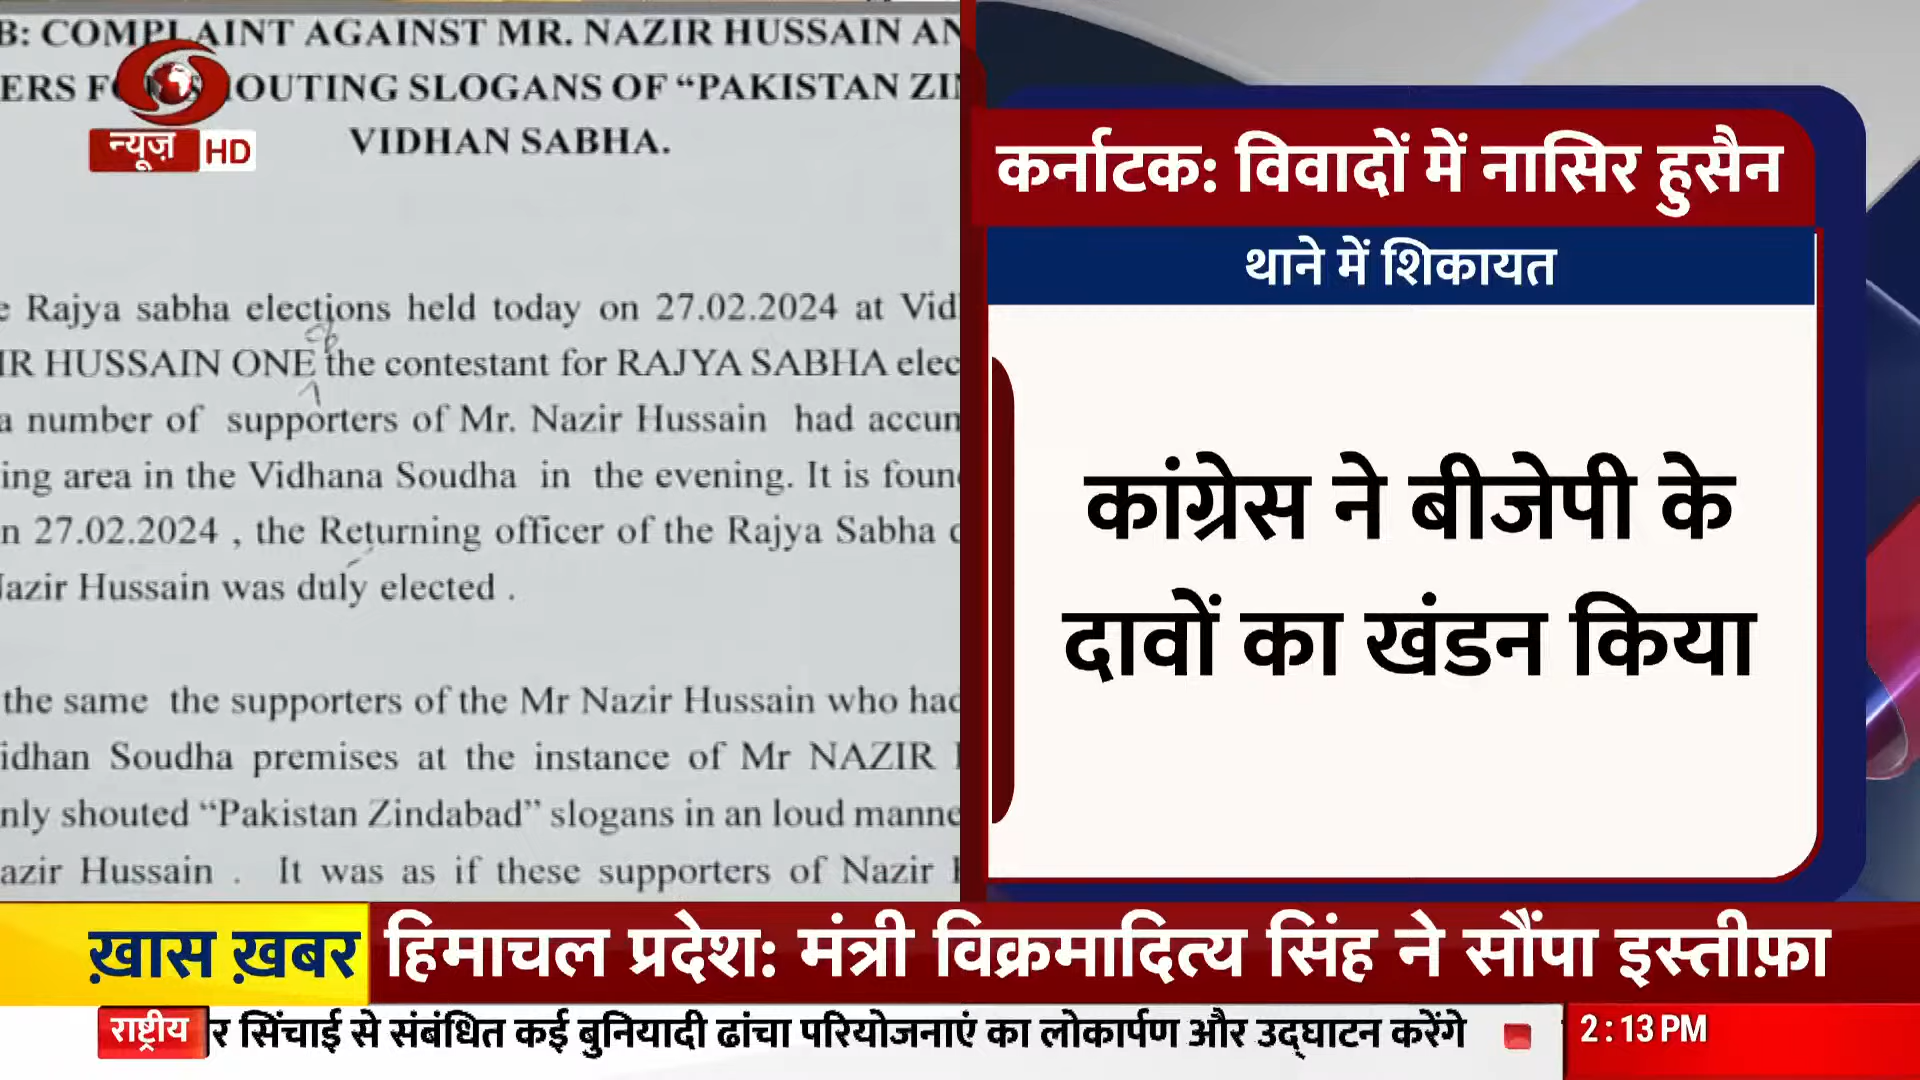 B: COMPLAINT AGAINST MR. NAZIR HUSSAIN AN
ERS F OUTING SLOGANS OF “PAKISTAN ZI
VIDHAN SABHA.
न्यूज़ HD
Rajya sabha elections held today on 27.02.2024 at Vid
IR HUSSAIN ONE of the contestant for RAJYA SABHA elec
a number of supporters of Mr. Nazir Hussain had accum
ing area in the Vidhana Soudha in the evening. It is foun
n 27.02.2024 , the Returning officer of the Rajya Sabha
azir Hussain was duly elected .
the same the supporters of the Mr Nazir Hussain who had
idhan Soudha premises at the instance of Mr NAZIR
nly shouted “Pakistan Zindabad” slogans in an loud manne
azir Hussain . It was as if these supporters of Nazir
कर्नाटक: विवादों में नासिर हुसैन
थाने में शिकायत
कांग्रेस ने बीजेपी के
दावों का खंडन किया
ख़ास ख़बर हिमाचल प्रदेश: मंत्री विक्रमादित्य सिंह ने सौंपा इस्तीफ़ा
राष्ट्रीय र सिंचाई से संबंधित कई बुनियादी ढांचा परियोजनाएं का लोकार्पण और उद्घाटन करेंगे 2:13 PM